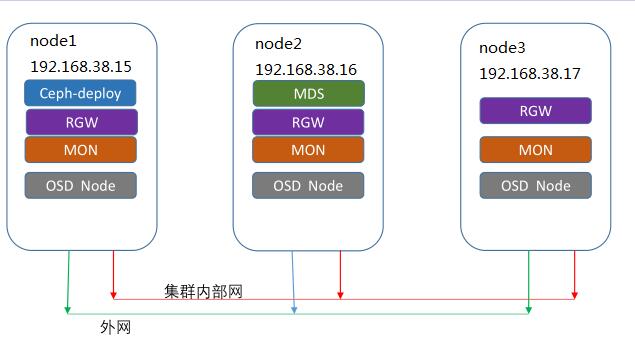 node1
192.168.38.15
Ceph-deploy
RGW
MON
OSD Node
node2
192.168.38.16
MDS
RGW
MON
OSD Node
node3
192.168.38.17
RGW
MON
OSD Node
集群内部网
外网